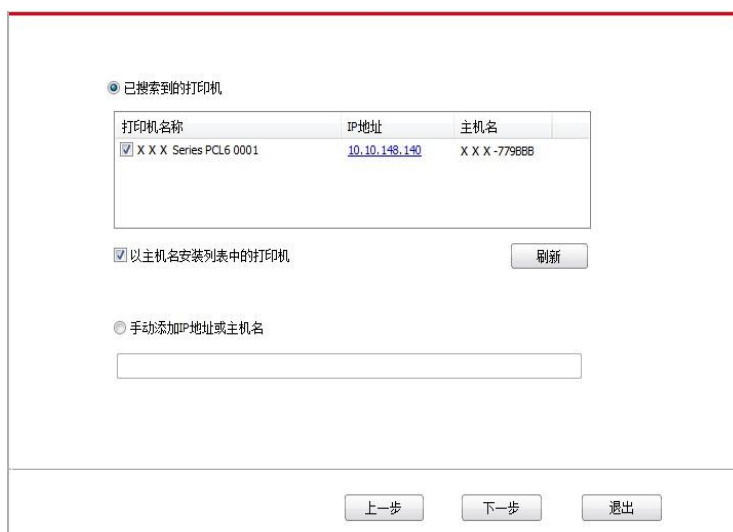 已搜索到的打印机
打印机名称 IP地址 主机名
X X X Series PCL6 0001 10.10.148.140 X X X -779BBB
以主机名安装列表中的打印机 刷新
手动添加IP地址或主机名
上一步 下一步 退出